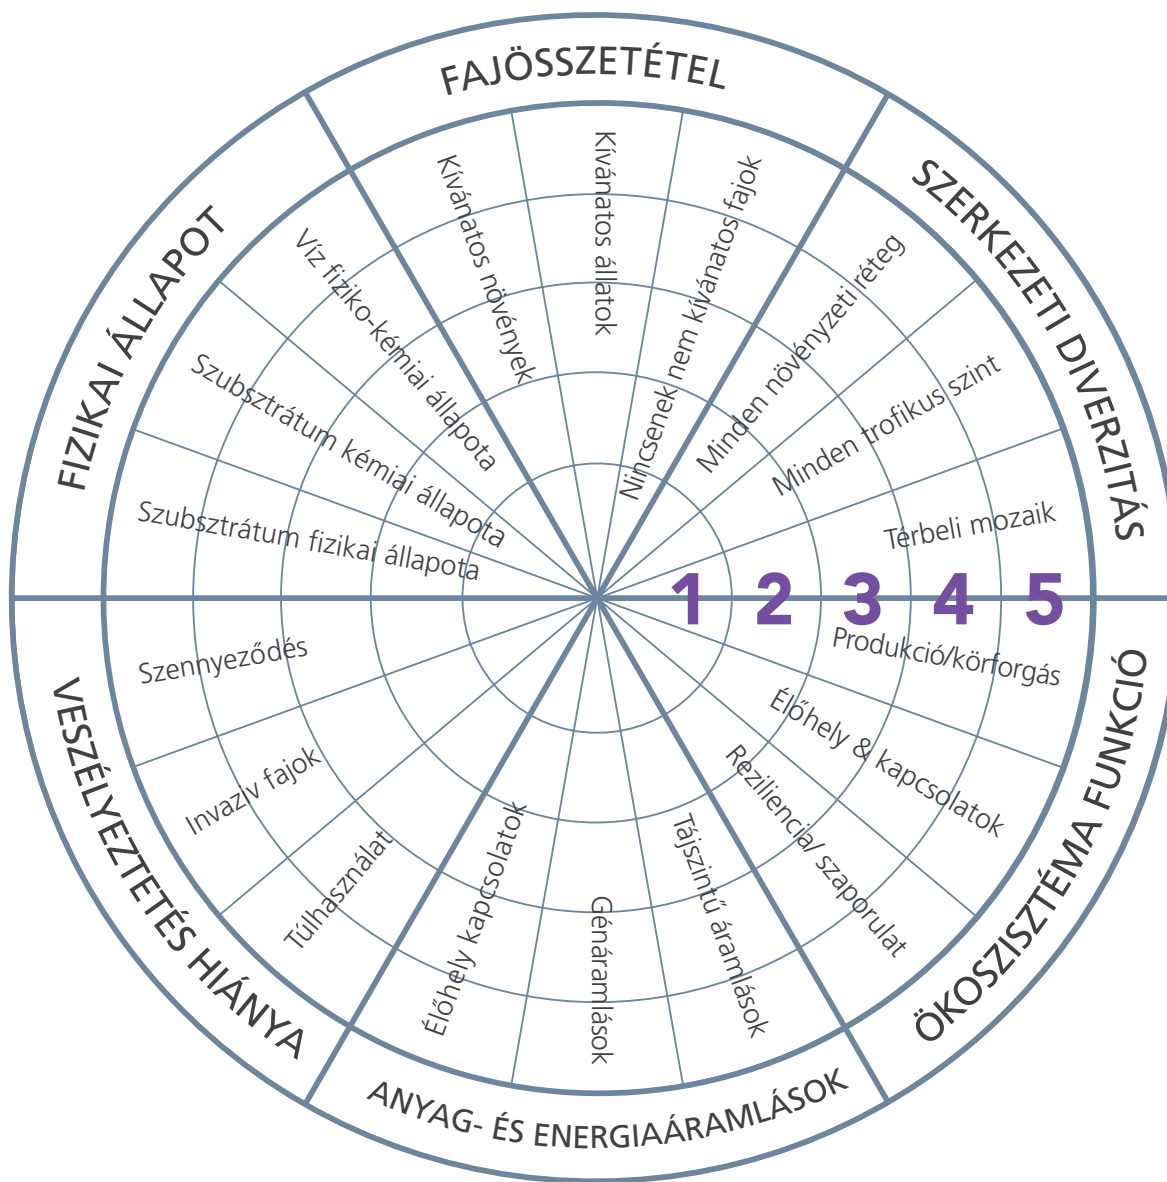 FAJÖSSZETÉTEL
Kívánatos növények
Kívánatos állatok
Nincsenek nem kívánatos fajok
SZERKEZETI DIVERZITÁS
Minden növényzeti réteg
Minden trofikus szint
Térbeli mozaik
1 2 3 4 5
ÖKOSZISZTÉMA FUNKCIÓ
Produkció/körforgás
Élőhely & kapcsolatok
Reziliencia/ szaporulat
ANYAG- ÉS ENERGIAÁRAMLÁSOK
Tájszintű áramlások
Génáramlások
Élőhely kapcsolatok
VESZÉLYEZTETÉS HIÁNYA
Túlhasználat
Invazív fajok
Szennyeződés
FIZIKAI ÁLLAPOT
Szubsztrátum fizikai állapota
Szubsztrátum kémiai állapota
Víz fiziko-kémiai állapota